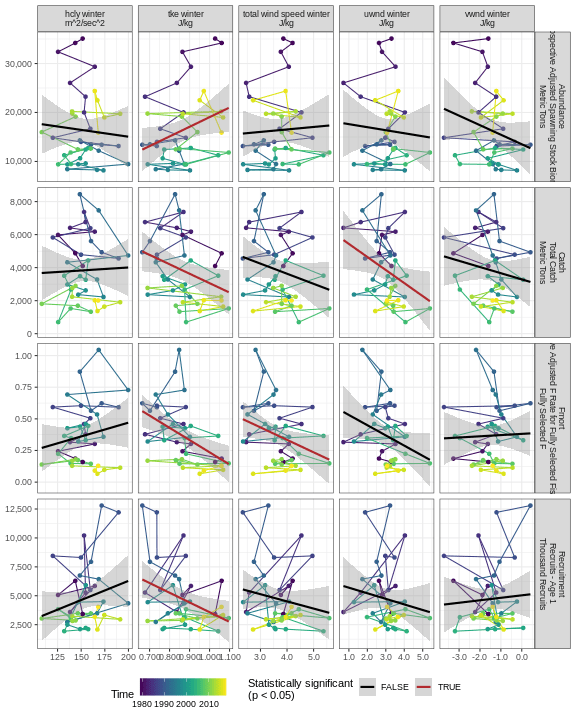 hdy winter
m^2/sec^2
tke winter
J/kg
total wind speed winter
J/kg
uwnd winter
J/kg
vwnd winter
J/kg
30,000
20,000
10,000
Abundance
Adjusted Spawning Stock
Metric Tons
8,000
6,000
4,000
2,000
0
Catch
Total Catch
Metric Tons
1.00
0.75
0.50
0.25
0.00
Fmort
Adjusted F Rate for Fully Selected
Fully Selected F
12,500
10,000
7,500
5,000
2,500
Recruitment
Recruits - Age 1
Thousand Recruits
125 150 175 200
0.700 0.800 0.900 1.000 1.100
3.0 4.0 5.0
1.0 2.0 3.0 4.0 5.0
-3.0 -2.0 -1.0 0.0
Time
1980 1990 2000 2010
Statistically significant
(p < 0.05)
FALSE
TRUE